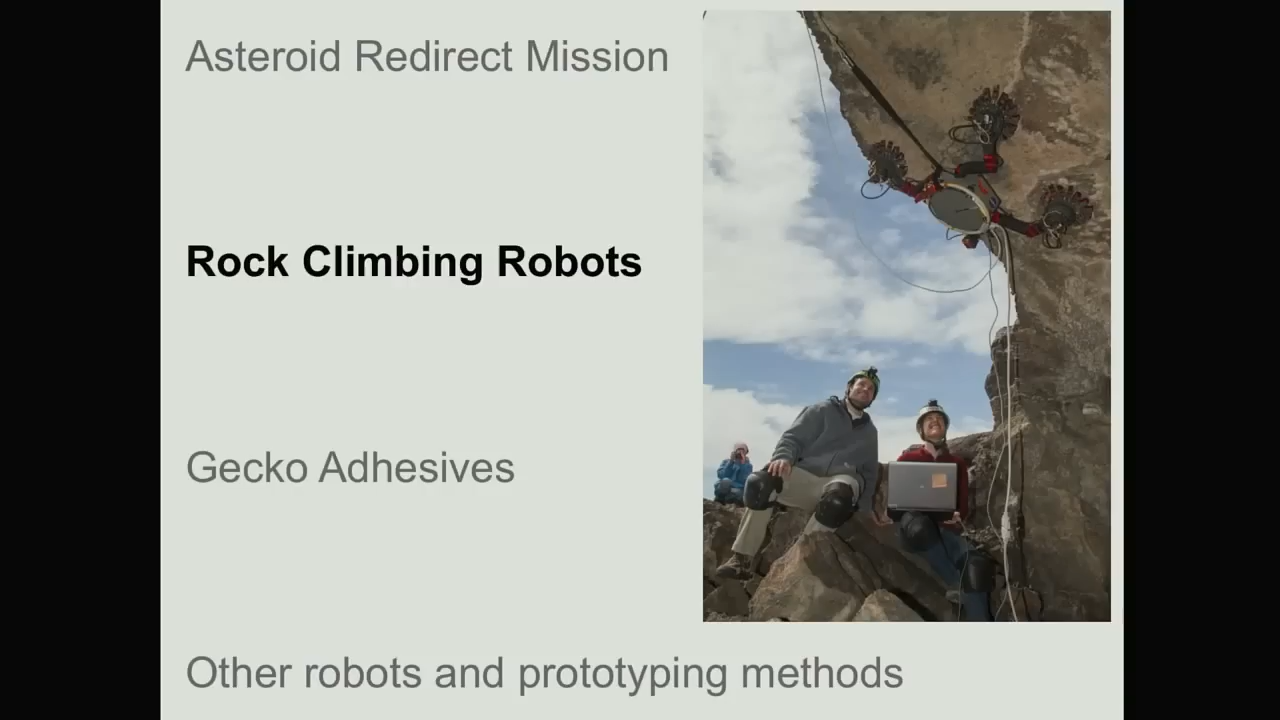 Asteroid Redirect Mission
Rock Climbing Robots
Gecko Adhesives
Other robots and prototyping methods